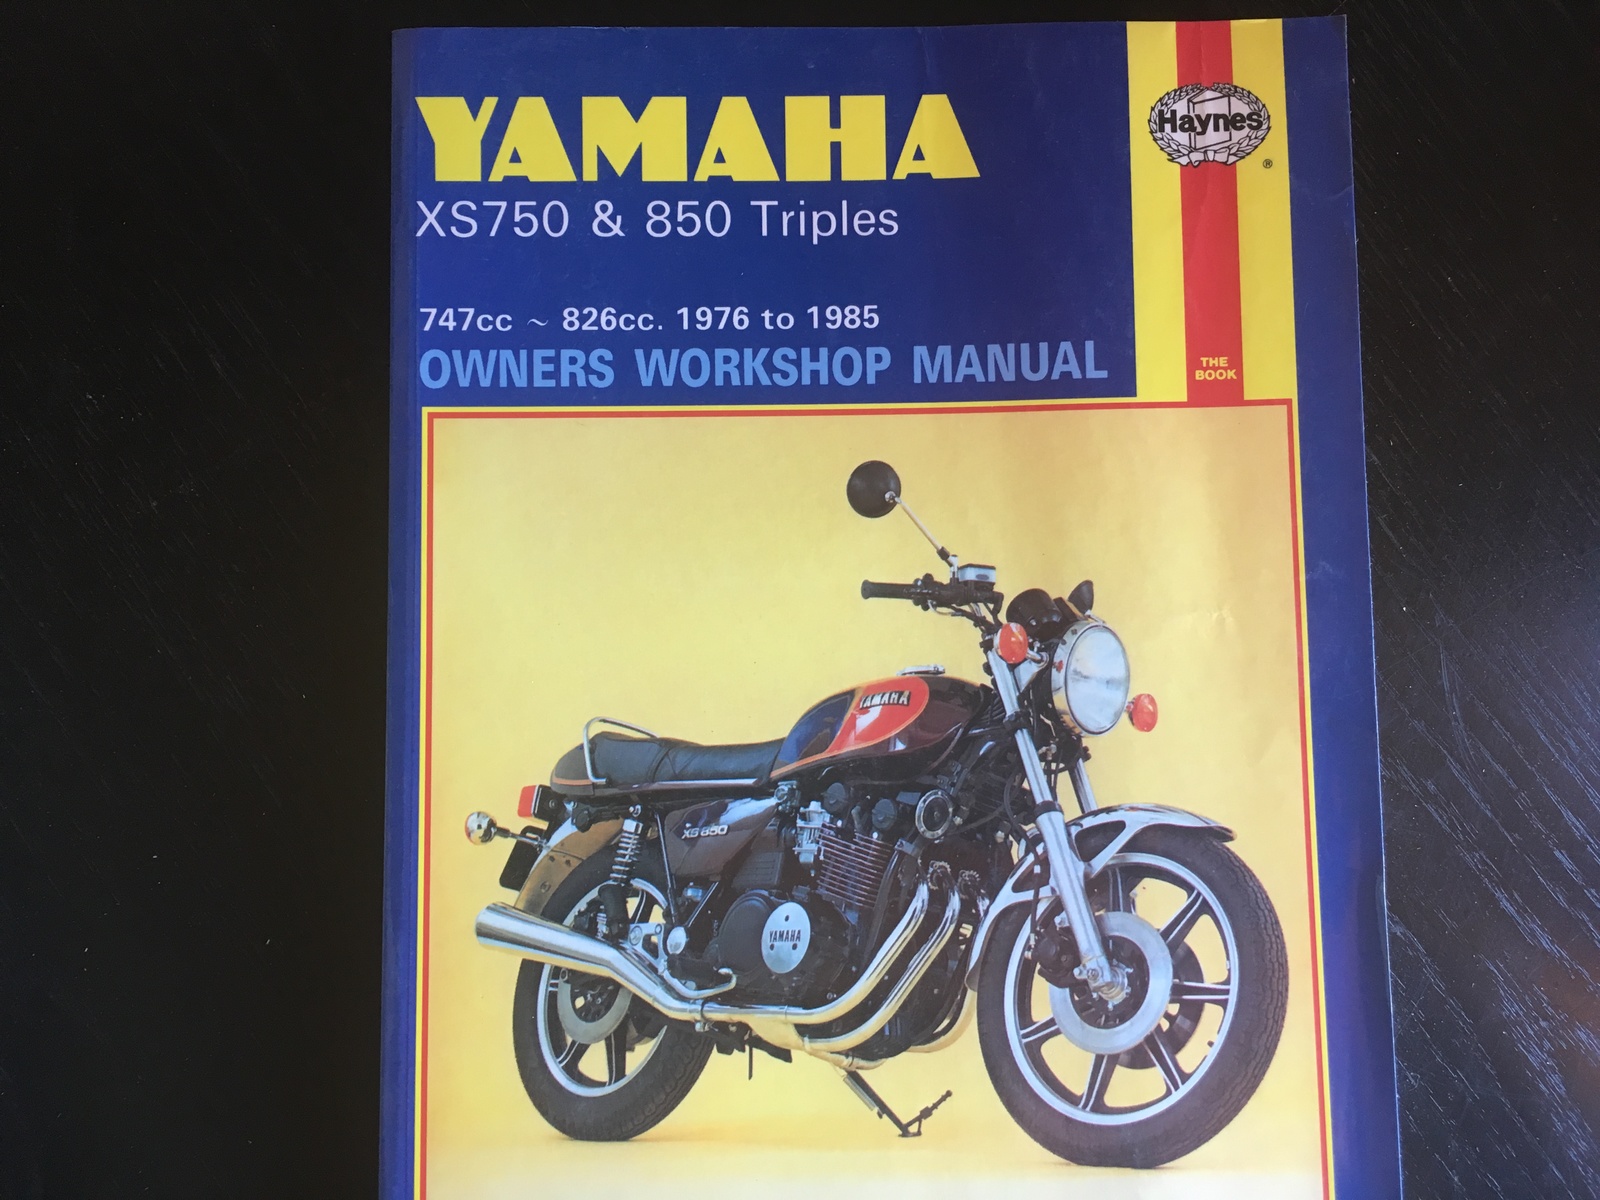 YAMAHA
XS750 & 850 Triples
747cc ~ 826cc. 1976 to 1985
OWNERS WORKSHOP MANUAL
Haynes
®
THE
BOOK
YAMAHA
XS 850
YAMAHA